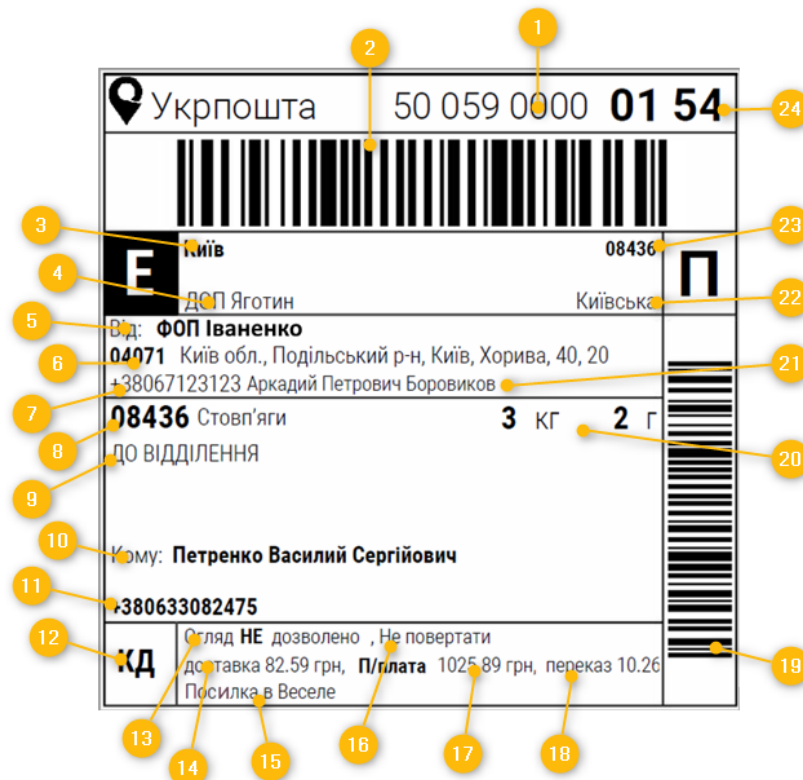 1
2
Укрпошта 50 059 0000 01 54
24
3
Київ 08436
23
Е
П
4
ДОП Яготин Київська
22
5
Від: ФОП Іваненко
6
04071 Київ обл., Подільський р-н, Київ, Хорива, 40, 20
21
+38067123123 Аркадий Петрович Боровиков
7
08436 Стовп'яги 3 кг 2 г
8
20
ДО ВІДДІЛЕННЯ
9
10
Кому: Петренко Василий Сергійович
11
+380633082475
12
КД
Огляд НЕ дозволено , Не повертати
доставка 82.59 грн, П/плата 1025.89 грн, переказ 10.26
19
Посилка в Веселе
13
14
15
16
17
18